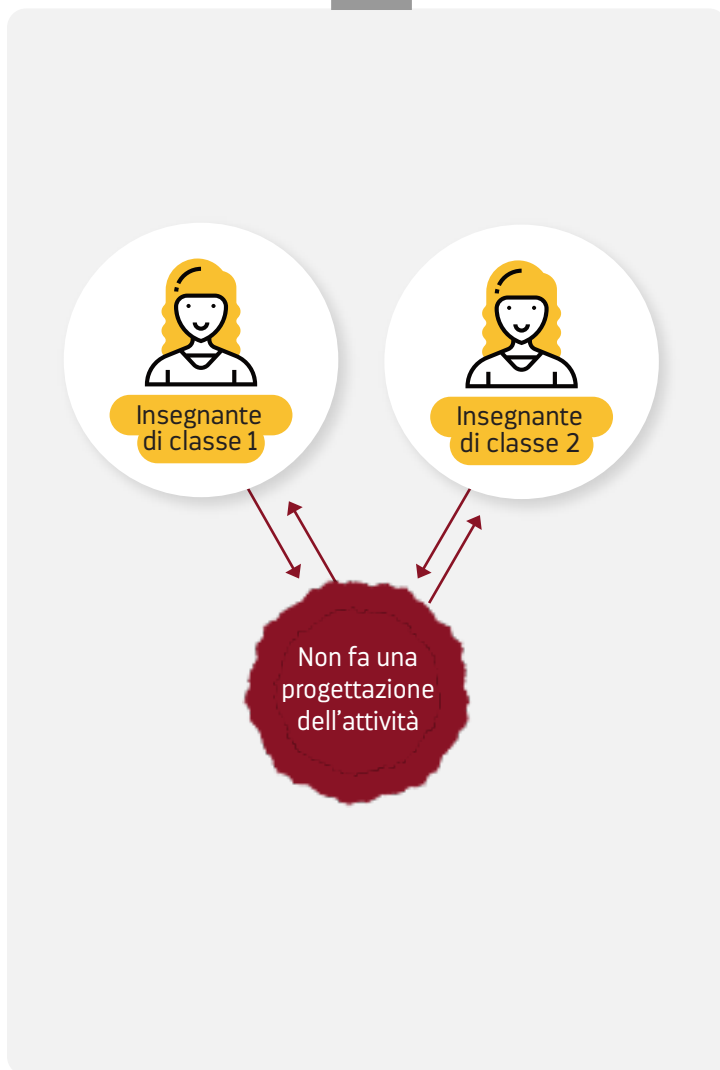 Insegnante
di classe 1
Insegnante
di classe 2
Non fa una
progettazione
dell'attività